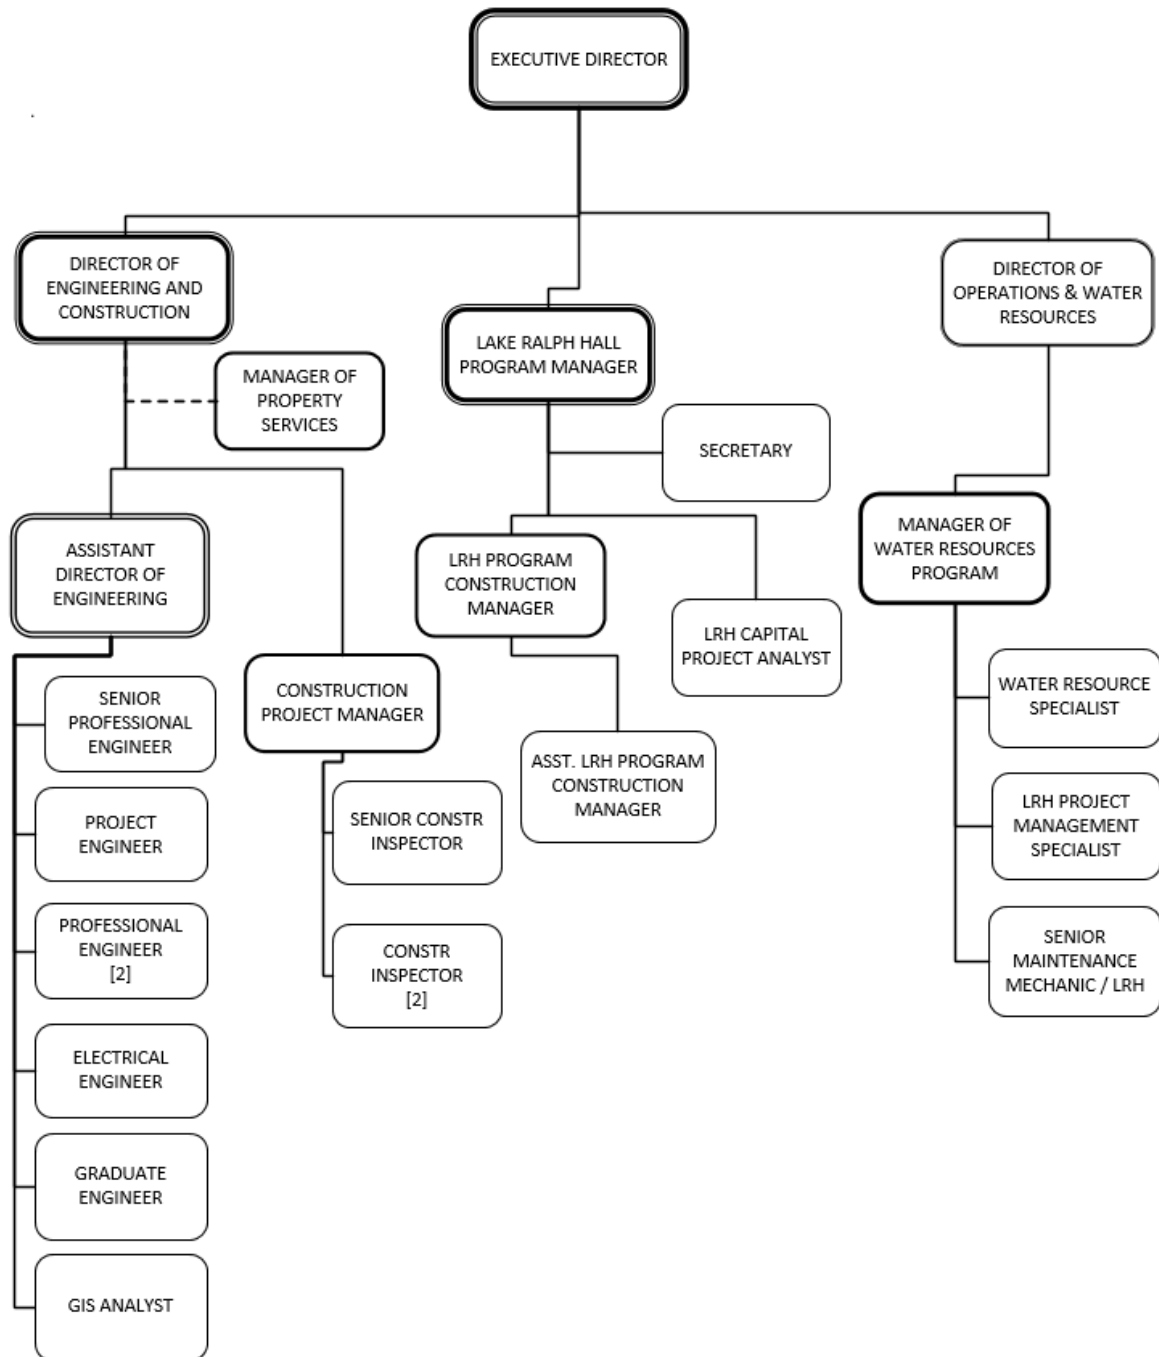 EXECUTIVE DIRECTOR
DIRECTOR OF
ENGINEERING AND
CONSTRUCTION
LAKE RALPH HALL
PROGRAM MANAGER
DIRECTOR OF
OPERATIONS & WATER
RESOURCES
MANAGER OF
PROPERTY
SERVICES
SECRETARY
ASSISTANT
DIRECTOR OF
ENGINEERING
LRH PROGRAM
CONSTRUCTION
MANAGER
MANAGER OF
WATER RESOURCES
PROGRAM
LRH CAPITAL
PROJECT ANALYST
CONSTRUCTION
PROJECT MANAGER
SENIOR
PROFESSIONAL
ENGINEER
WATER RESOURCE
SPECIALIST
ASST. LRH PROGRAM
CONSTRUCTION
MANAGER
PROJECT
ENGINEER
SENIOR CONSTR
INSPECTOR
LRH PROJECT
MANAGEMENT
SPECIALIST
PROFESSIONAL
ENGINEER
[2]
CONSTR
INSPECTOR
[2]
SENIOR
MAINTENANCE
MECHANIC / LRH
ELECTRICAL
ENGINEER
GRADUATE
ENGINEER
GIS ANALYST